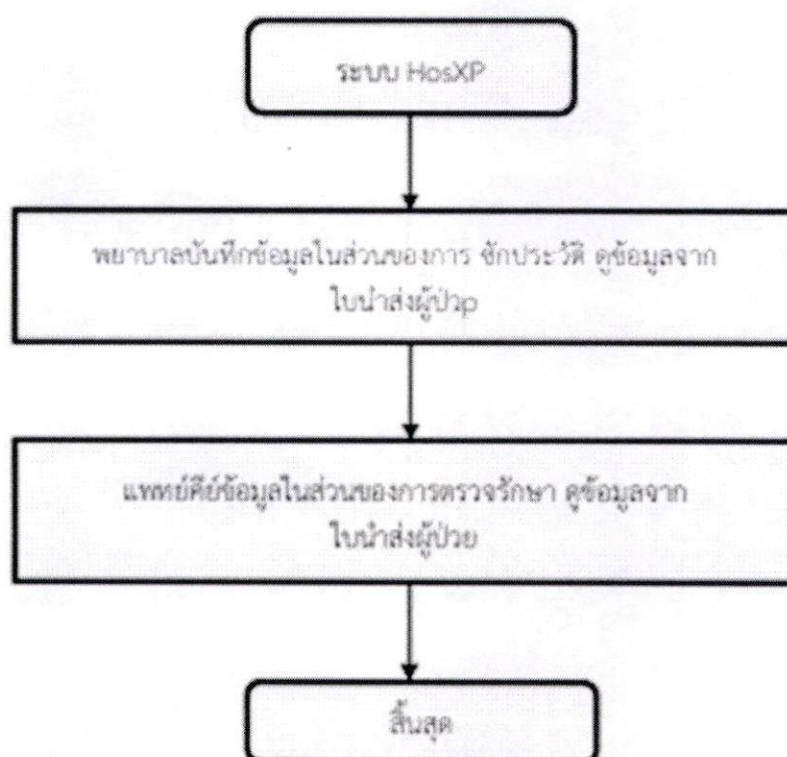 ระบบ HosXP
พยาบาลบันทึกข้อมูลในส่วนของการ ซักประวัติ ดูข้อมูลจาก
ใบนำส่งผู้ป่วp
แพทย์คีย์ข้อมูลในส่วนของการตรวจรักษา ดูข้อมูลจาก
ใบนำส่งผู้ป่วย
สิ้นสุด